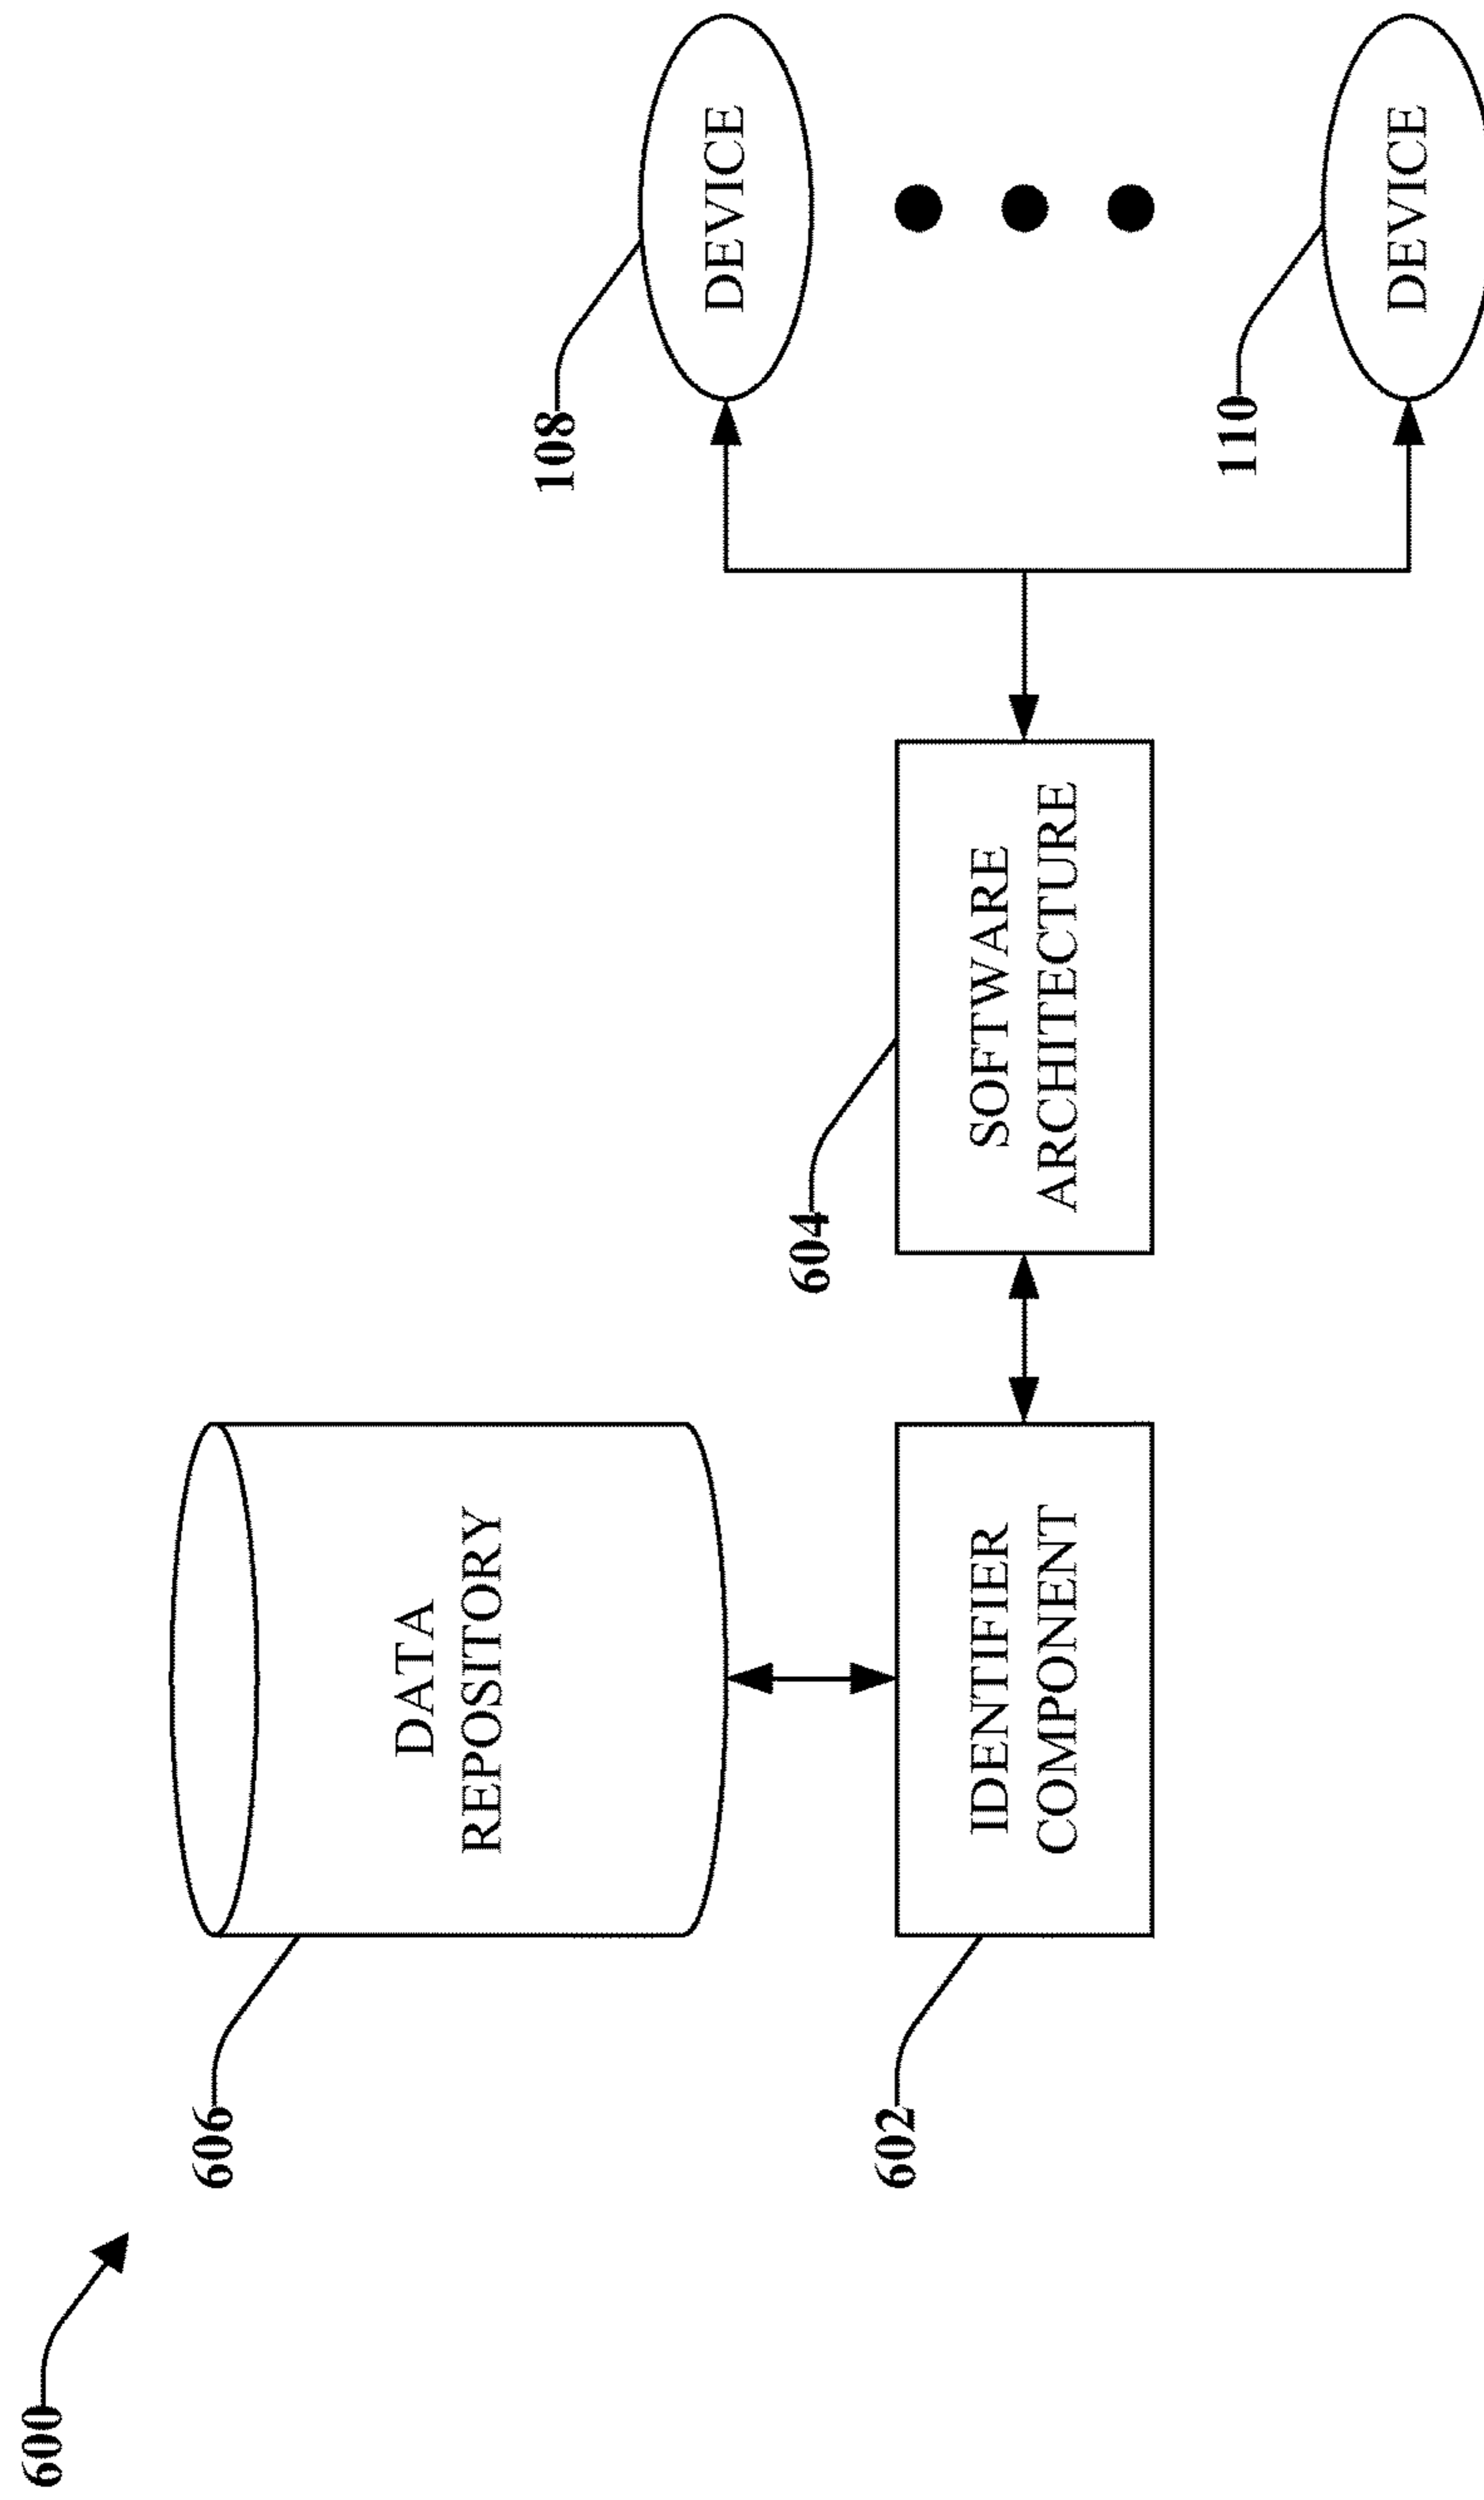 600
606
DATA
REPOSITORY
602
IDENTIFIER
COMPONENT
604
SOFTWARE
ARCHITECTURE
108
DEVICE
110
DEVICE